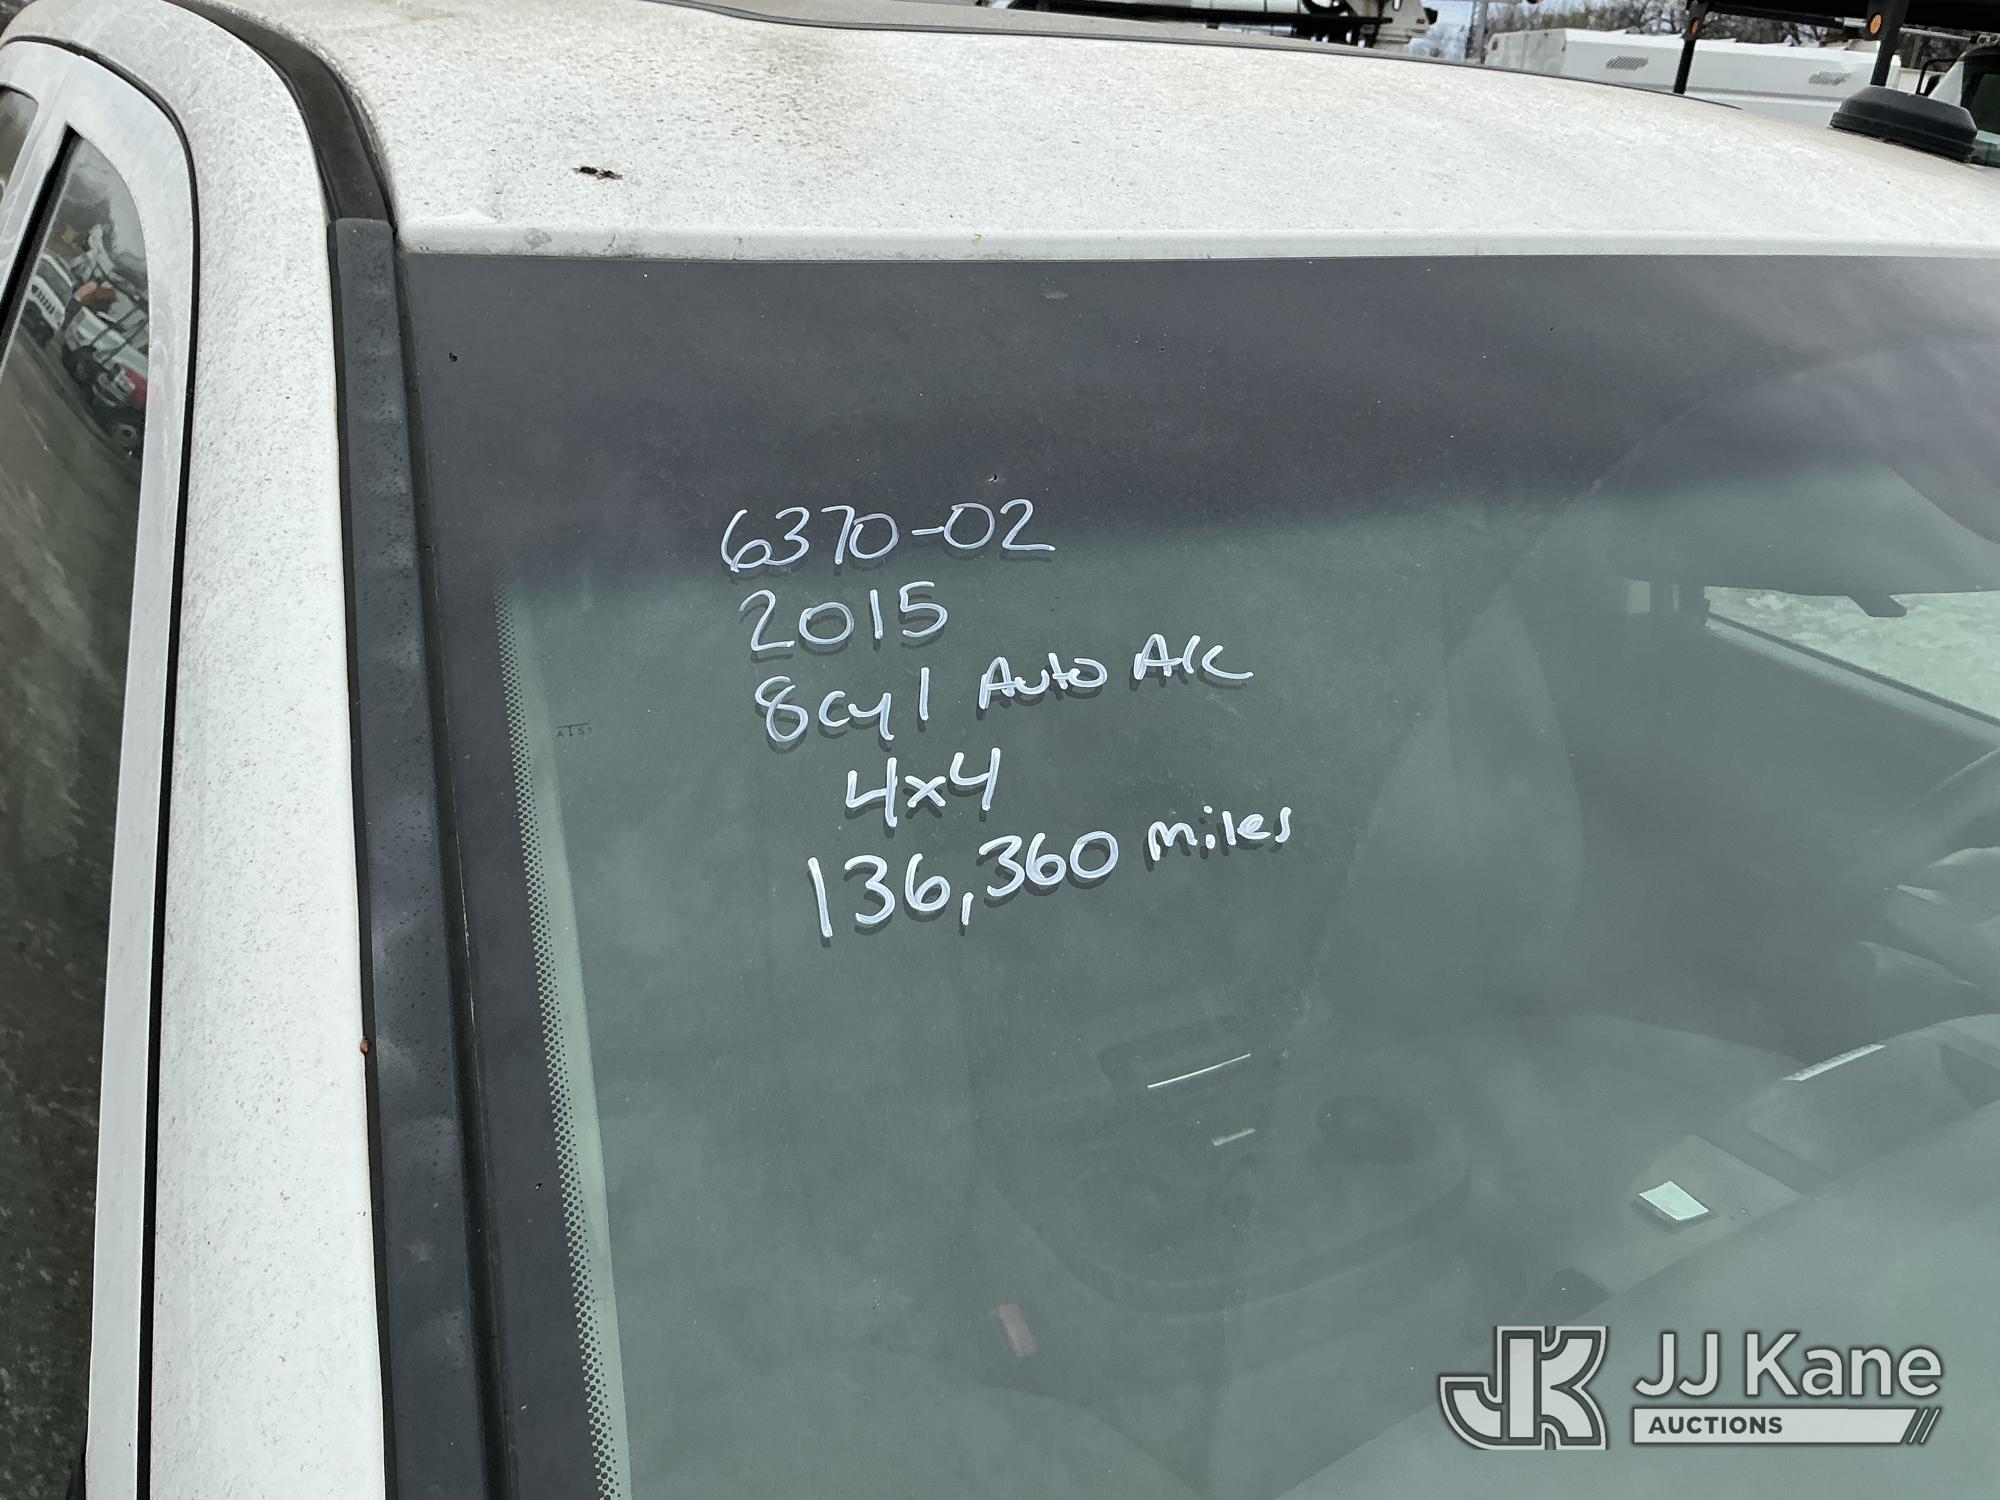 6370-02
2015
8cyl Auto A/C
4x4
136,360 miles
JJ Kane
AUCTIONS